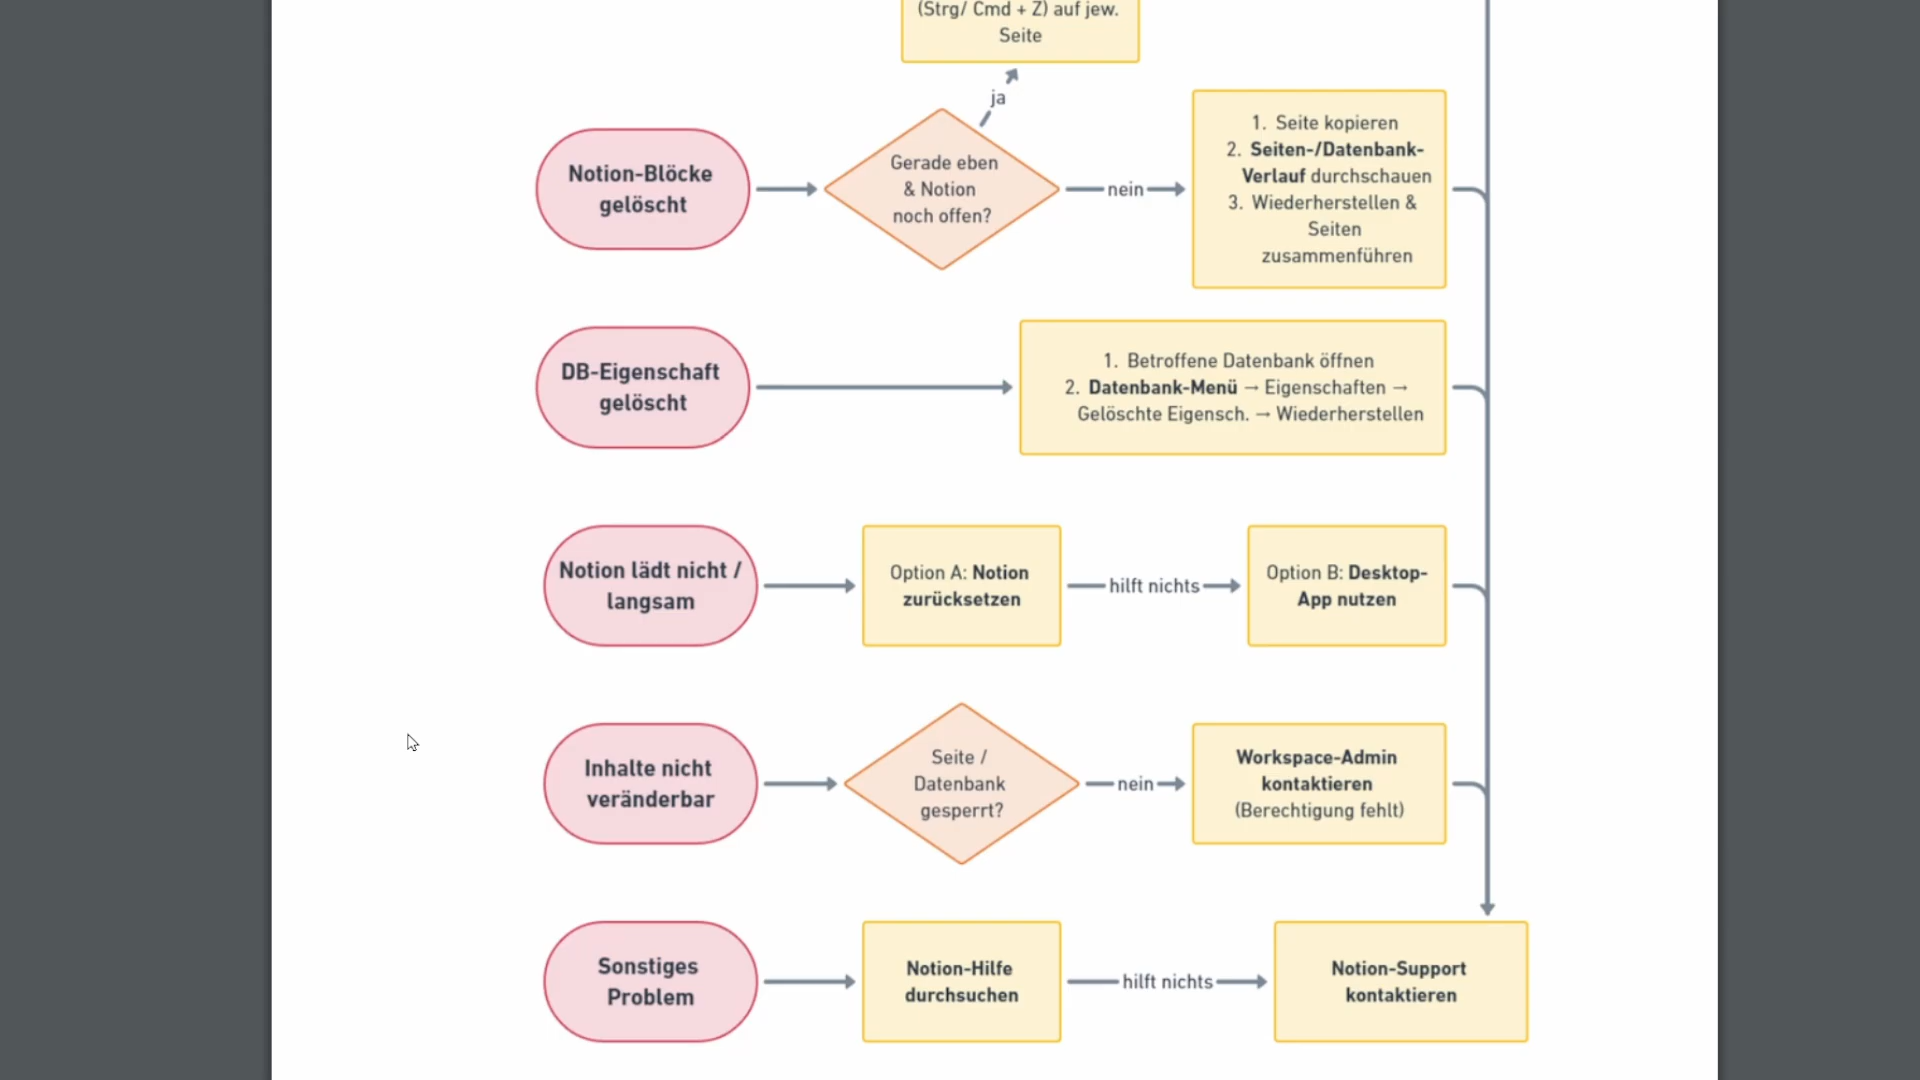 (Strg/ Cmd + Z) auf jew.
Seite
ja
Notion-Blöcke
gelöscht
Gerade eben
& Notion
noch offen?
nein
1. Seite kopieren
2. Seiten-/Datenbank-
Verlauf durchschauen
3. Wiederherstellen &
Seiten
zusammenführen
DB-Eigenschaft
gelöscht
1. Betroffene Datenbank öffnen
2. Datenbank-Menü → Eigenschaften →
Gelöschte Eigensch. → Wiederherstellen
Notion lädt nicht /
langsam
Option A: Notion
zurücksetzen
hilft nichts
Option B: Desktop-
App nutzen
Inhalte nicht
veränderbar
Seite /
Datenbank
gesperrt?
nein
Workspace-Admin
kontaktieren
(Berechtigung fehlt)
Sonstiges
Problem
Notion-Hilfe
durchsuchen
hilft nichts
Notion-Support
kontaktieren